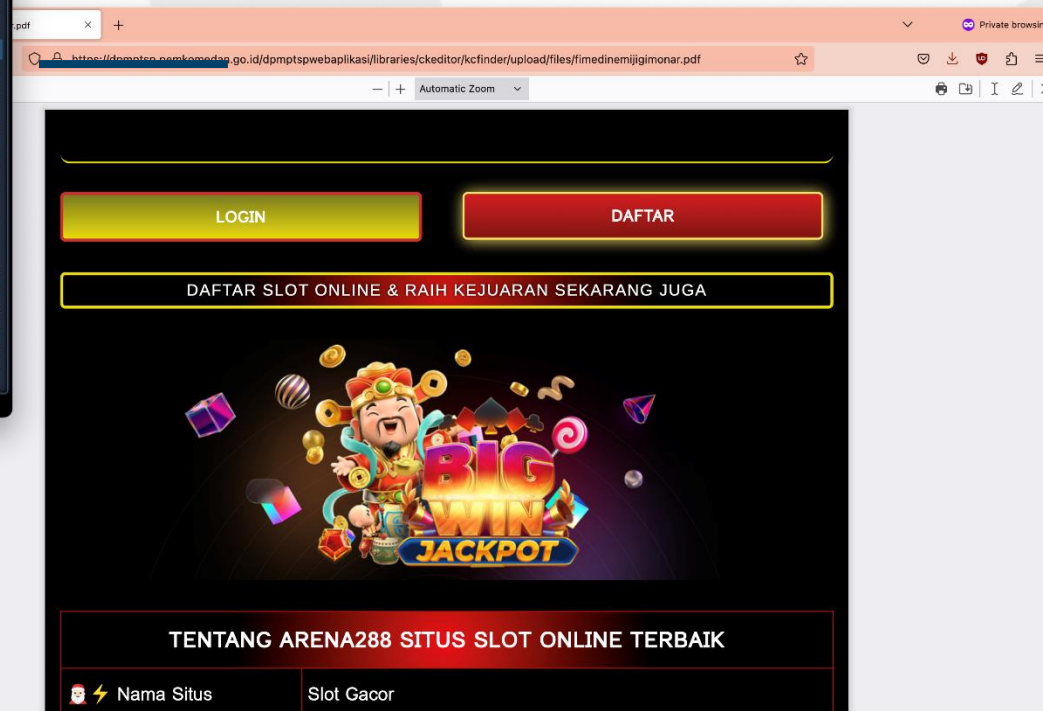 .pdf
Private browsin
https://dpmptsp.pemkomedan.go.id/dpmptspwebaplikasi/libraries/ckeditor/kcfinder/upload/files/fimedinemijigimonar.pdf
Automatic Zoom
LOGIN
DAFTAR
DAFTAR SLOT ONLINE & RAIH KEJUARAN SEKARANG JUGA
BIG
WIN
JACKPOT
TENTANG ARENA288 SITUS SLOT ONLINE TERBAIK
Nama Situs
Slot Gacor